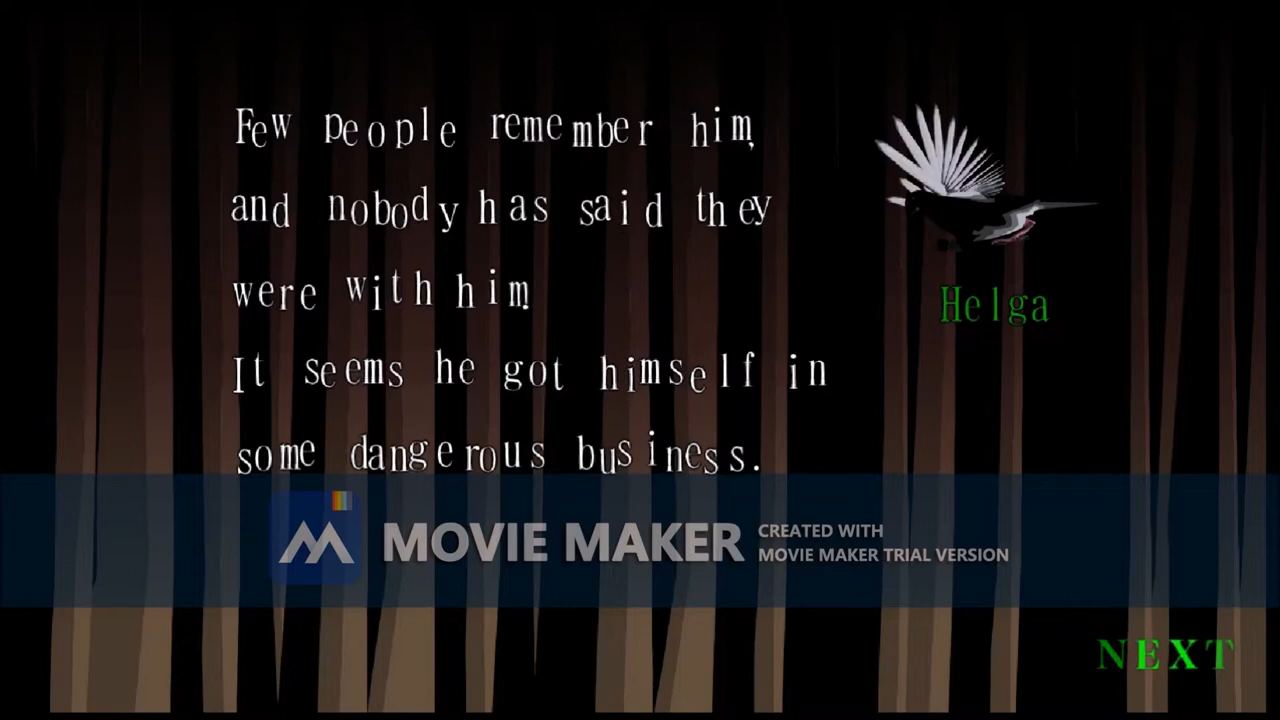 Few people remember him,
and nobody has said they
were with him.
It seems he got himself in
some dangerous business.
Helga
MOVIE MAKER
CREATED WITH
MOVIE MAKER TRIAL VERSION
NEXT